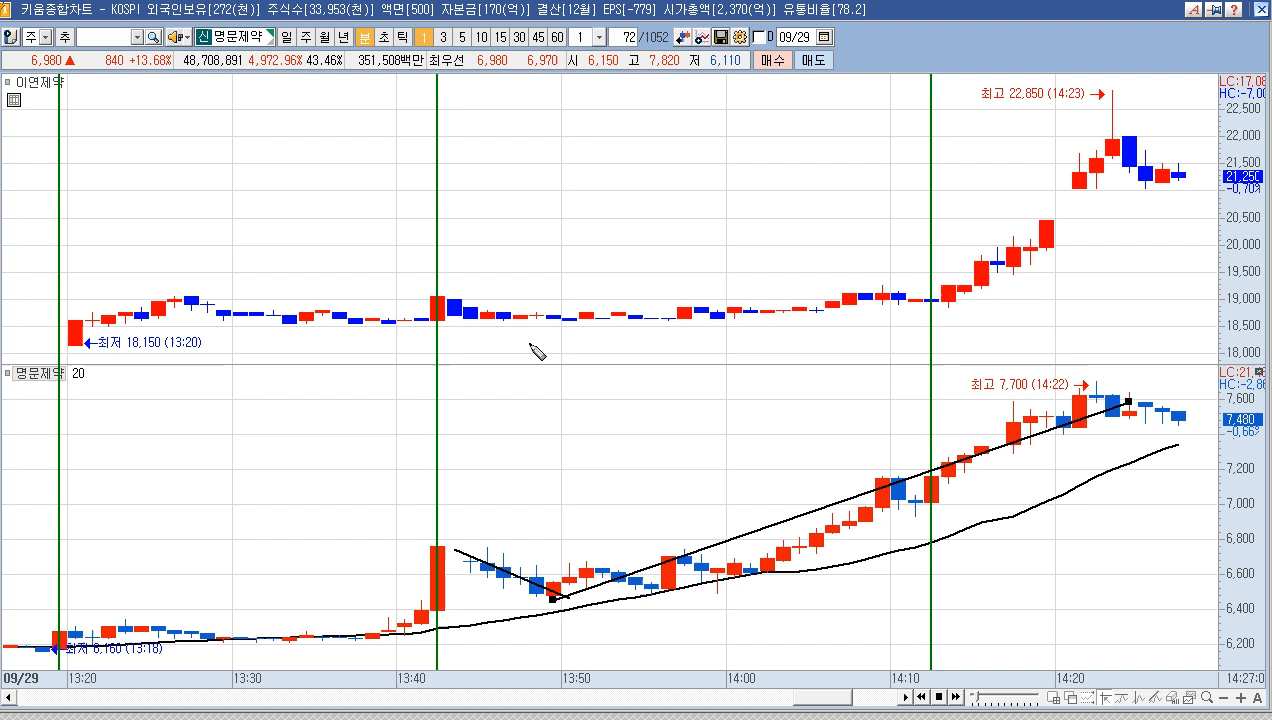 키움종합차트 - KOSPI 외국인보유[272(천)] 주식수[33,953(천)] 액면[500] 자본금[170(억)] 결산[12월] EPS[-779] 시가총액[2,370(억)] 유통비율[78.2]
주 추 신 명문제약 일 주 월 년 분 초 틱 1 3 5 10 15 30 45 60 1 72 /1052 0 09/29
6,980 ▲ 840 +13.68% 48,708,891 4,972.96% 43.46% 351,508백만 최우선 6,980 6,970 시 6,150 고 7,820 저 6,110 매수 매도
이연제약
LC:17,08
HC:-7,00
최고 22,850 (14:23)
22,500
22,000
21,500
21,250
-0,70%
20,500
20,000
19,500
19,000
18,500
최저 18,150 (13:20)
18,000
명문제약 20
HC:-2,86
최고 7,700 (14:22)
7,600
7,480
-0,66%
7,200
7,000
6,800
6,600
6,400
6,200
최저 6,160 (13:18)
09/29 13:20 13:30 13:40 13:50 14:00 14:10 14:20 14:27:0
A